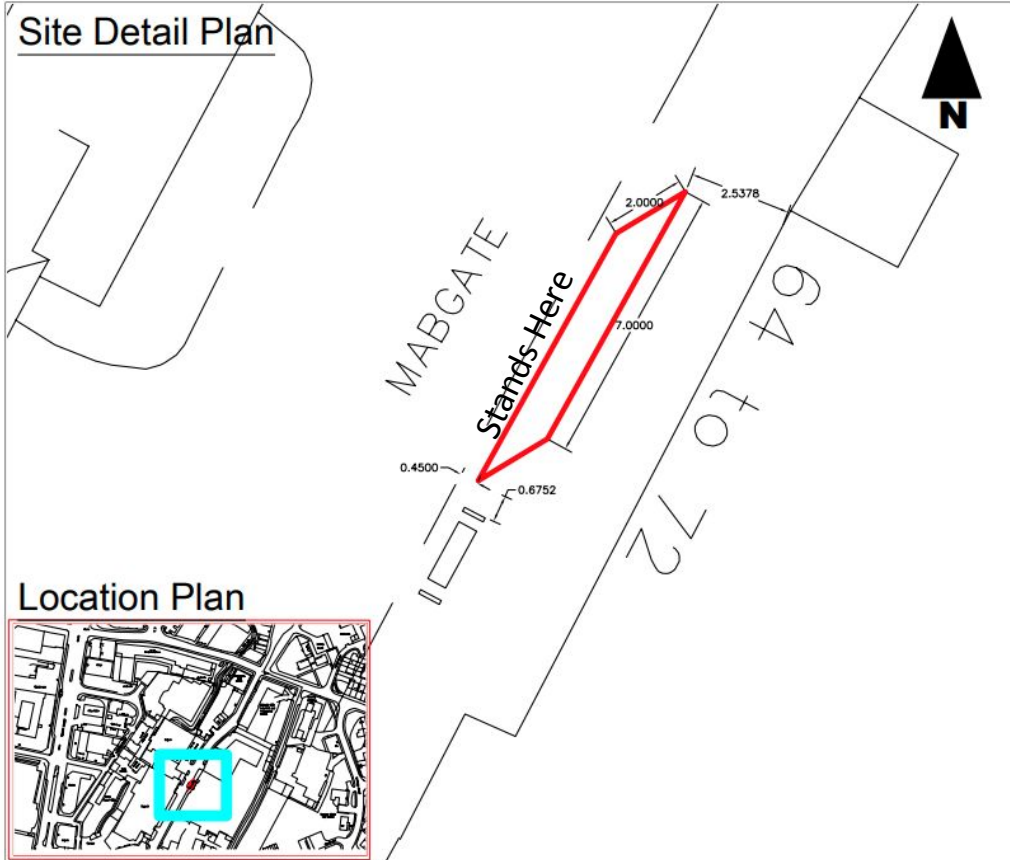 Site Detail Plan
N
2.0000
2.5378
MABGATE
Stands Here
7.0000
64 to 72
0.4500
0.6752
Location Plan